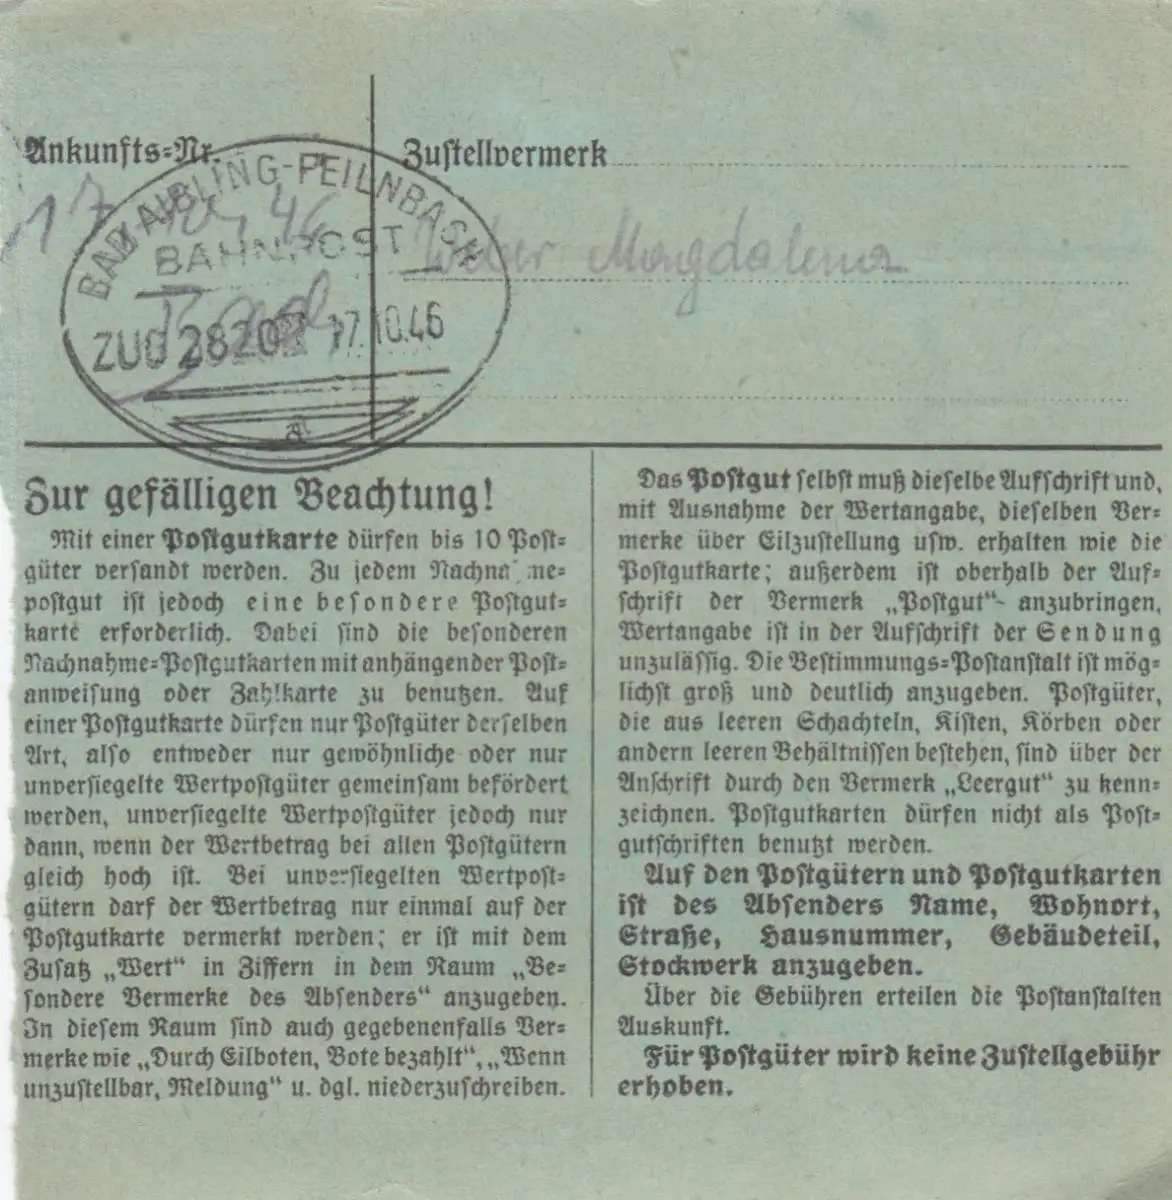 Ankunfts-Nr.
Zustellvermerk
17. 10. 46
BAD AIBLING-FEILNBACH
BAHNPOST
Weber Magdalena
ZUG 28202 17.10.46
a
Zur gefälligen Beachtung!
Mit einer Postgutkarte dürfen bis 10 Post-
güter versandt werden. Zu jedem Nachnahme-
postgut ist jedoch eine besondere Postgut-
karte erforderlich. Dabei sind die besonderen
Nachnahme-Postgutkarten mit anhängender Post-
anweisung oder Zahlkarte zu benutzen. Auf
einer Postgutkarte dürfen nur Postgüter derselben
Art, also entweder nur gewöhnliche oder nur
unversiegelte Wertpostgüter gemeinsam befördert
werden, unversiegelte Wertpostgüter jedoch nur
dann, wenn der Wertbetrag bei allen Postgütern
gleich hoch ist. Bei unversiegelten Wertpost-
gütern darf der Wertbetrag nur einmal auf der
Postgutkarte vermerkt werden; er ist mit dem
Zusatz „Wert“ in Ziffern in dem Raum „Be-
sondere Vermerke des Absenders“ anzugeben.
In diesem Raum sind auch gegebenenfalls Ver-
merke wie „Durch Eilboten, Bote bezahlt“, „Wenn
unzustellbar, Meldung“ u. dgl. niederzuschreiben.
Das Postgut selbst muß dieselbe Aufschrift und,
mit Ausnahme der Wertangabe, dieselben Ver-
merke über Eilzustellung usw. erhalten wie die
Postgutkarte; außerdem ist oberhalb der Auf-
schrift der Vermerk „Postgut“ anzubringen,
Wertangabe ist in der Aufschrift der Sendung
unzulässig. Die Bestimmungs-Postanstalt ist mög-
lichst groß und deutlich anzugeben. Postgüter,
die aus leeren Schachteln, Kisten, Körben oder
andern leeren Behältnissen bestehen, sind über der
Anschrift durch den Vermerk „Leergut“ zu kenn-
zeichnen. Postgutkarten dürfen nicht als Post-
gutschriften benutzt werden.
Auf den Postgütern und Postgutkarten
ist des Absenders Name, Wohnort,
Straße, Hausnummer, Gebäudeteil,
Stockwerk anzugeben.
Über die Gebühren erteilen die Postanstalten
Auskunft.
Für Postgüter wird keine Zustellgebühr
erhoben.